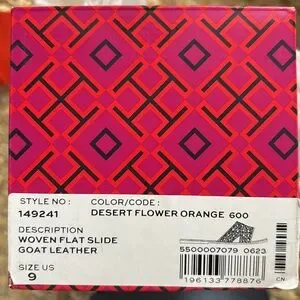 STYLE NO : COLOR/CODE :
149241 DESERT FLOWER ORANGE 600
DESCRIPTION
WOVEN FLAT SLIDE
GOAT LEATHER
5500007079 0623
SIZE US
9
196133778876
CN